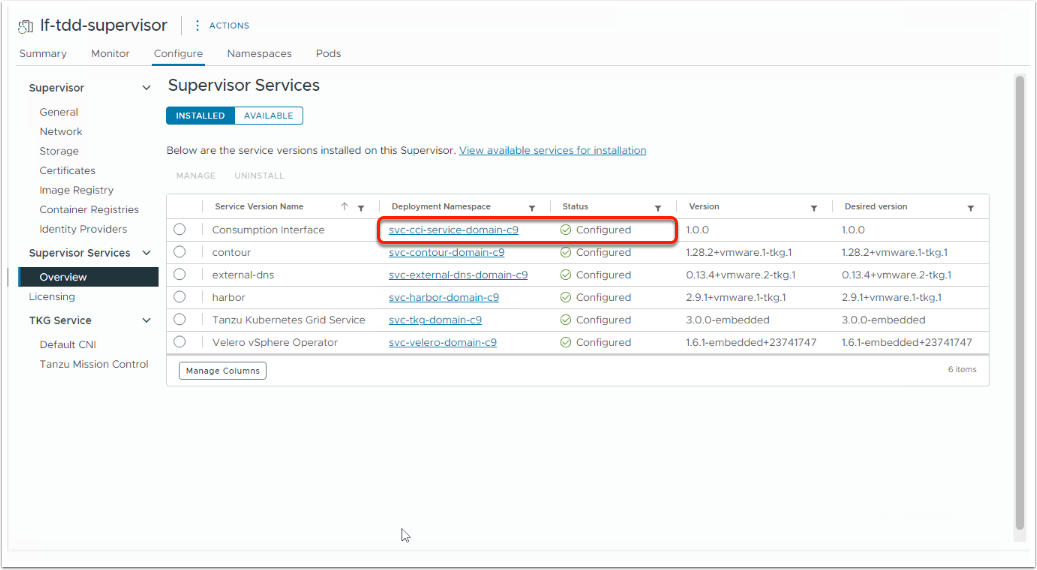 lf-tdd-supervisor ACTIONS
Summary Monitor Configure Namespaces Pods
Supervisor
General
Network
Storage
Certificates
Image Registry
Container Registries
Identity Providers
Supervisor Services
Overview
Licensing
TKG Service
Default CNI
Tanzu Mission Control
Supervisor Services
INSTALLED AVAILABLE
Below are the service versions installed on this Supervisor. View available services for installation
MANAGE UNINSTALL
Service Version Name Deployment Namespace Status Version Desired version
Consumption Interface svc-cci-service-domain-c9 Configured 1.0.0 1.0.0
contour svc-contour-domain-c9 Configured 1.28.2+vmware.1-tkg.1 1.28.2+vmware.1-tkg.1
external-dns svc-external-dns-domain-c9 Configured 0.13.4+vmware.2-tkg.1 0.13.4+vmware.2-tkg.1
harbor svc-harbor-domain-c9 Configured 2.9.1+vmware.1-tkg.1 2.9.1+vmware.1-tkg.1
Tanzu Kubernetes Grid Service svc-tkg-domain-c9 Configured 3.0.0-embedded 3.0.0-embedded
Velero vSphere Operator svc-velero-domain-c9 Configured 1.6.1-embedded+23741747 1.6.1-embedded+23741747
Manage Columns 6 items